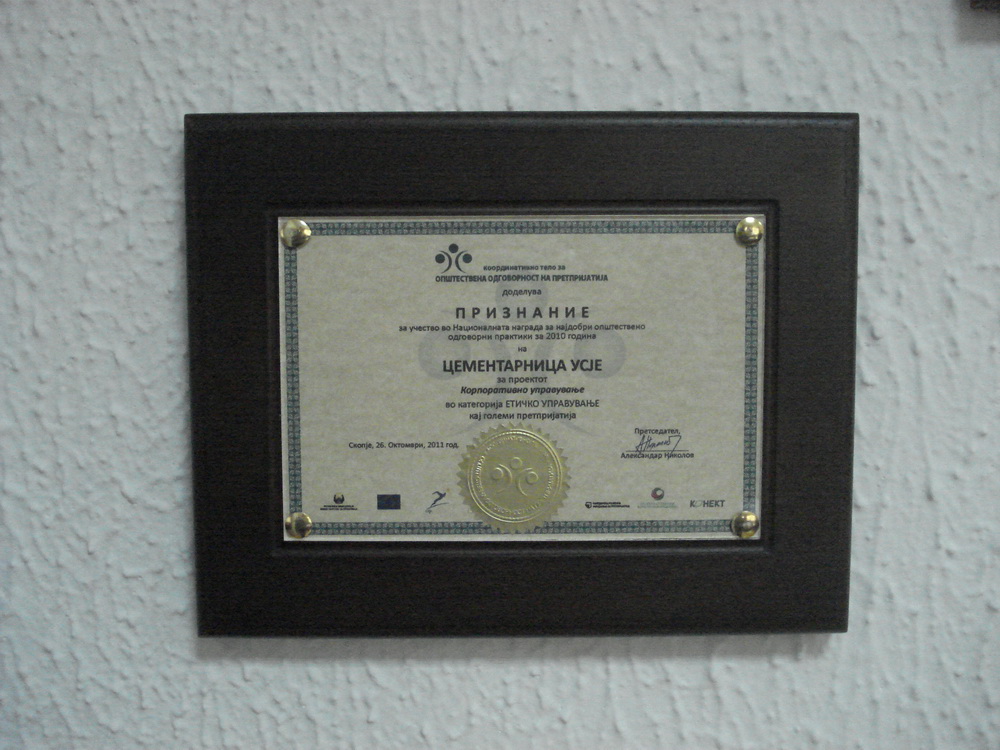 координативно тело за
ОПШТЕСТВЕНА ОДГОВОРНОСТ НА ПРЕТПРИЈАТИЈА
доделува
ПРИЗНАНИЕ
за учество во Националната награда за најдобри општествено
одговорни практики за 2010 година
на
ЦЕМЕНТАРНИЦА УСЈЕ
за проектот
Корпоративно управување
во категорија ЕТИЧКО УПРАВУВАЊЕ
кај големи претпријатија
Скопје, 26. Октомври, 2011 год.
Претседател,
Александар Николов
КОНЕКТ